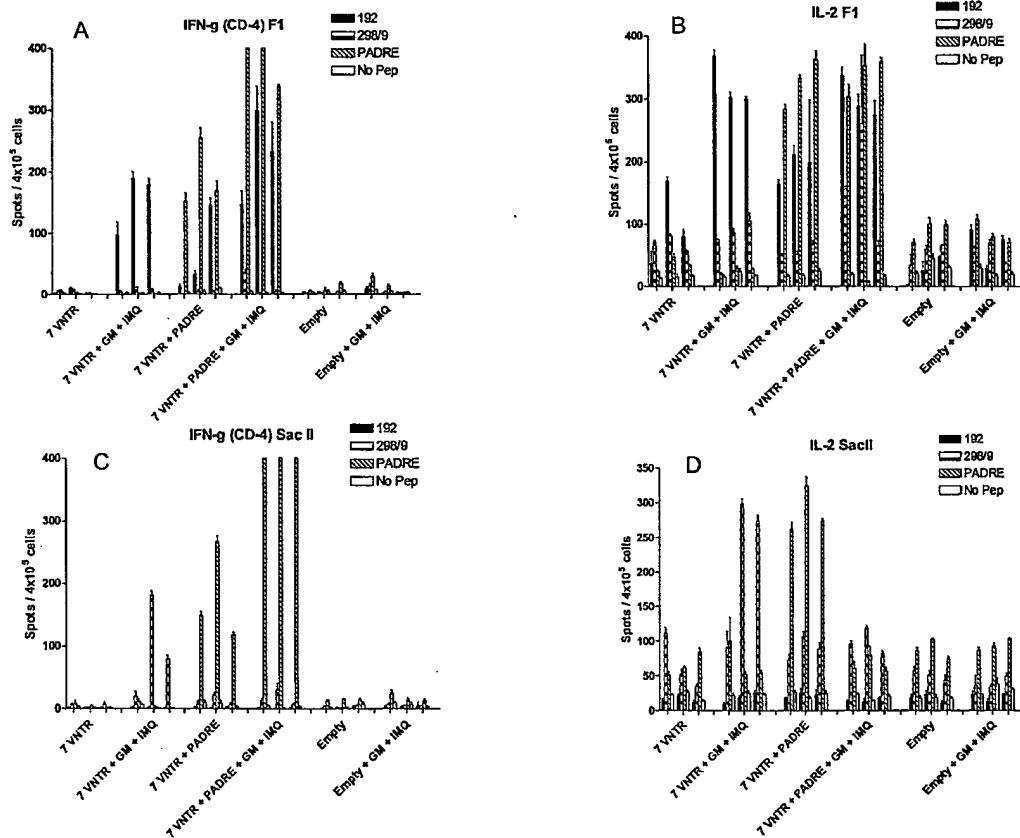 A
IFN-g (CD-4) F1
192
298/9
PADRE
No Pep
Spots / 4x10⁵ cells
400
300
200
100
0
7 VNTR
7 VNTR + GM + IMQ
7 VNTR + PADRE
7 VNTR + PADRE + GM + IMQ
Empty
Empty + GM + IMQ
B
IL-2 F1
192
298/9
PADRE
No Pep
Spots / 4x10⁵ cells
400
300
200
100
0
7 VNTR
7 VNTR + GM + IMQ
7 VNTR + PADRE
7 VNTR + PADRE + GM + IMQ
Empty
Empty + GM + IMQ
C
IFN-g (CD-4) Sac II
192
298/9
PADRE
No Pep
Spots / 4x10⁵ cells
400
300
200
100
0
7 VNTR
7 VNTR + GM + IMQ
7 VNTR + PADRE
7 VNTR + PADRE + GM + IMQ
Empty
Empty + GM + IMQ
D
IL-2 SacII
192
298/9
PADRE
No Pep
Spots / 4x10⁵ cells
350
300
250
200
150
100
50
0
7 VNTR
7 VNTR + GM + IMQ
7 VNTR + PADRE
7 VNTR + PADRE + GM + IMQ
Empty
Empty + GM + IMQ